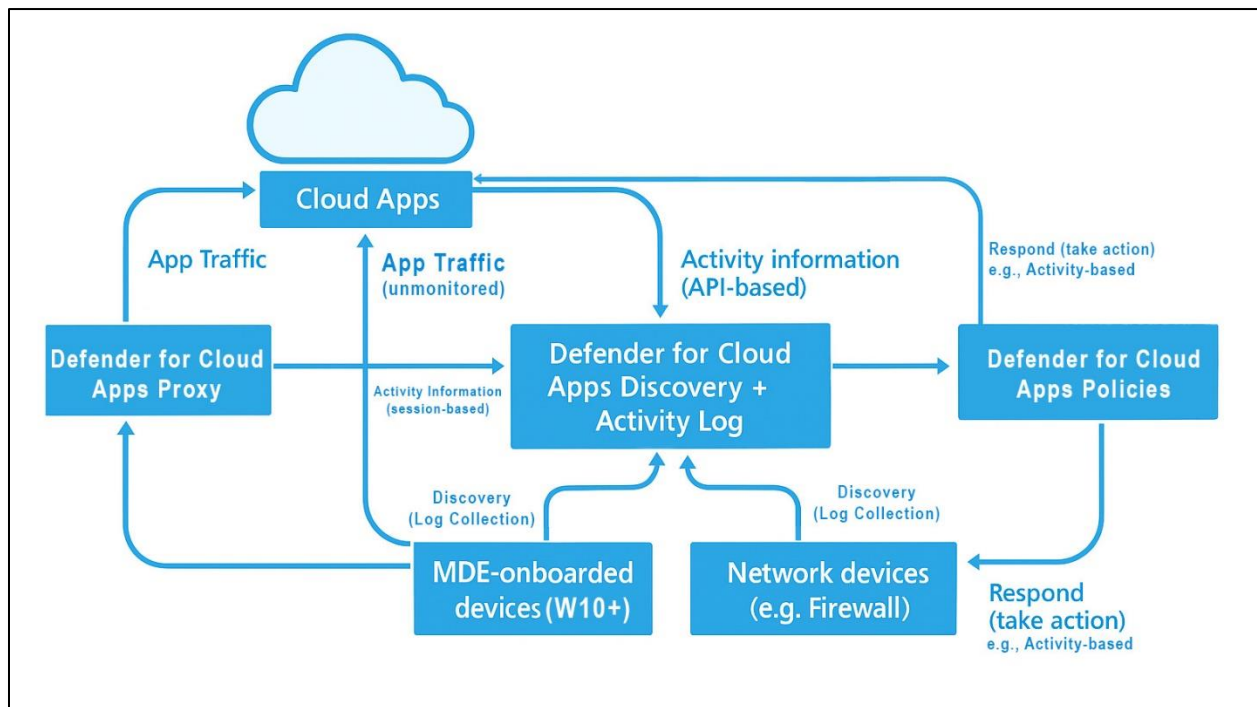 Cloud Apps
App Traffic
App Traffic
(unmonitored)
Activity information
(API-based)
Respond (take action)
e.g., Activity-based
Defender for Cloud
Apps Proxy
Activity Information
(session-based)
Defender for Cloud
Apps Discovery +
Activity Log
Defender for Cloud
Apps Policies
Discovery
(Log Collection)
Discovery
(Log Collection)
MDE-onboarded
devices (W10+)
Network devices
(e.g. Firewall)
Respond
(take action)
e.g., Activity-based